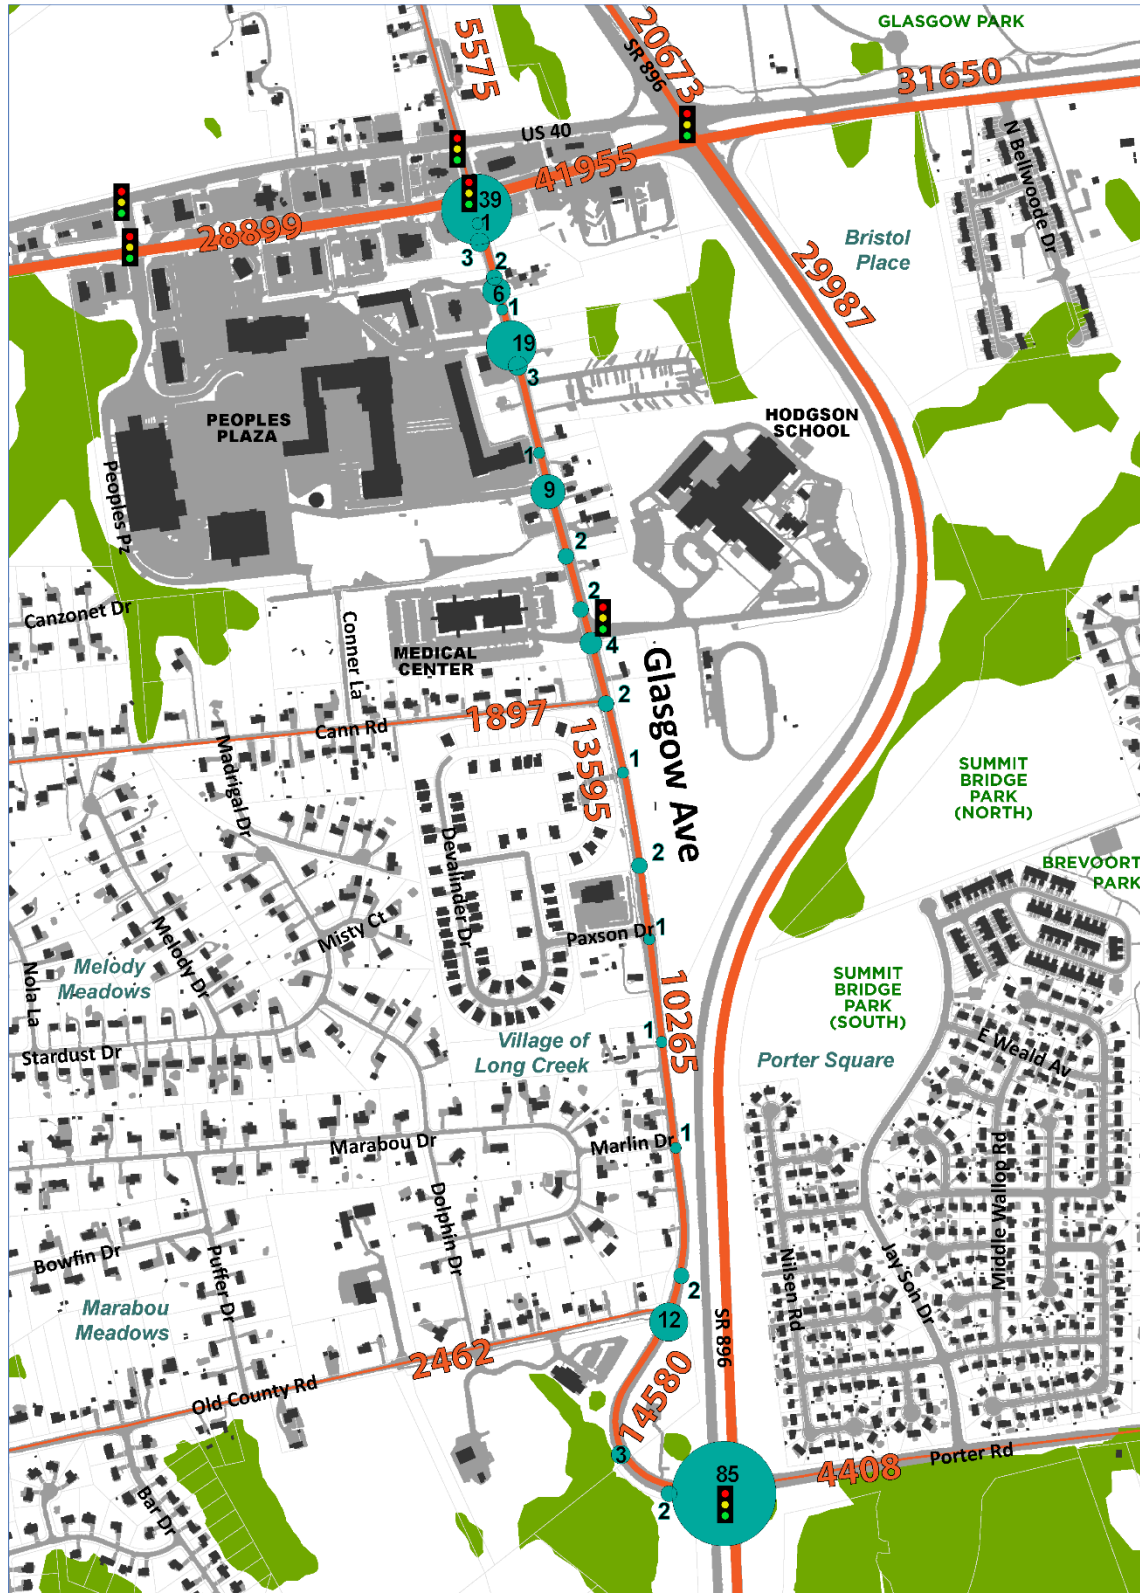 GLASGOW PARK
5575
20673
SR 896
31650
US 40
41955
N Bellwoode Dr
28899
39
1
3
2
6
1
19
3
Bristol
Place
29987
PEOPLES
PLAZA
HODGSON
SCHOOL
1
9
Peoples Pz
2
2
4
Canzonet Dr
Conner La
MEDICAL
CENTER
Glasgow Ave
2
1897
Cann Rd
13595
Madrigal Dr
1
SUMMIT
BRIDGE
PARK
(NORTH)
Devalinder Dr
2
BREVOORT
PARK
Melody Dr
Misty Ct
Paxson Dr
1
Nola La
Melody
Meadows
SUMMIT
BRIDGE
PARK
(SOUTH)
10265
1
Village of
Long Creek
Stardust Dr
Porter Square
E Weald Av
Marabou Dr
Marlin Dr
1
Middle Wallop Rd
Dolphin Dr
Bowfin Dr
Puffer Dr
Nilsen Rd
Jay Son Dr
2
Marabou
Meadows
12
SR 896
2462
Old County Rd
14580
3
85
4408
Porter Rd
2
Bar Dr